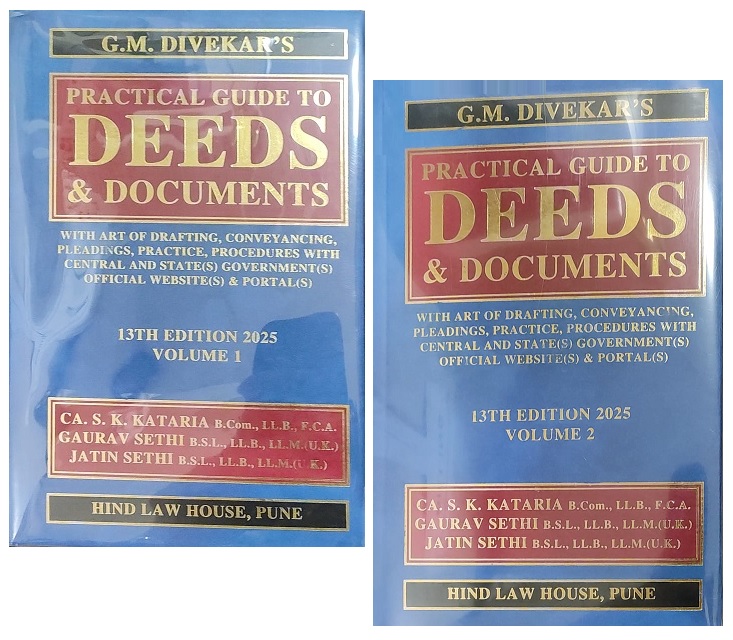 G.M. DIVEKAR'S
PRACTICAL GUIDE TO
DEEDS
& DOCUMENTS
WITH ART OF DRAFTING, CONVEYANCING,
PLEADINGS, PRACTICE, PROCEDURES WITH
CENTRAL AND STATE(S) GOVERNMENT(S)
OFFICIAL WEBSITE(S) & PORTAL(S)
13TH EDITION 2025
VOLUME 1
CA. S. K. KATARIA B.Com., LL.B., F.C.A.
GAURAV SETHI B.S.L., LL.B., LL.M.(U.K.)
JATIN SETHI B.S.L., LL.B., LL.M.(U.K.)
HIND LAW HOUSE, PUNE
G.M. DIVEKAR'S
PRACTICAL GUIDE TO
DEEDS
& DOCUMENTS
WITH ART OF DRAFTING, CONVEYANCING,
PLEADINGS, PRACTICE, PROCEDURES WITH
CENTRAL AND STATE(S) GOVERNMENT(S)
OFFICIAL WEBSITE(S) & PORTAL(S)
13TH EDITION 2025
VOLUME 2
CA. S. K. KATARIA B.Com., LL.B., F.C.A.
GAURAV SETHI B.S.L., LL.B., LL.M.(U.K.)
JATIN SETHI B.S.L., LL.B., LL.M.(U.K.)
HIND LAW HOUSE, PUNE